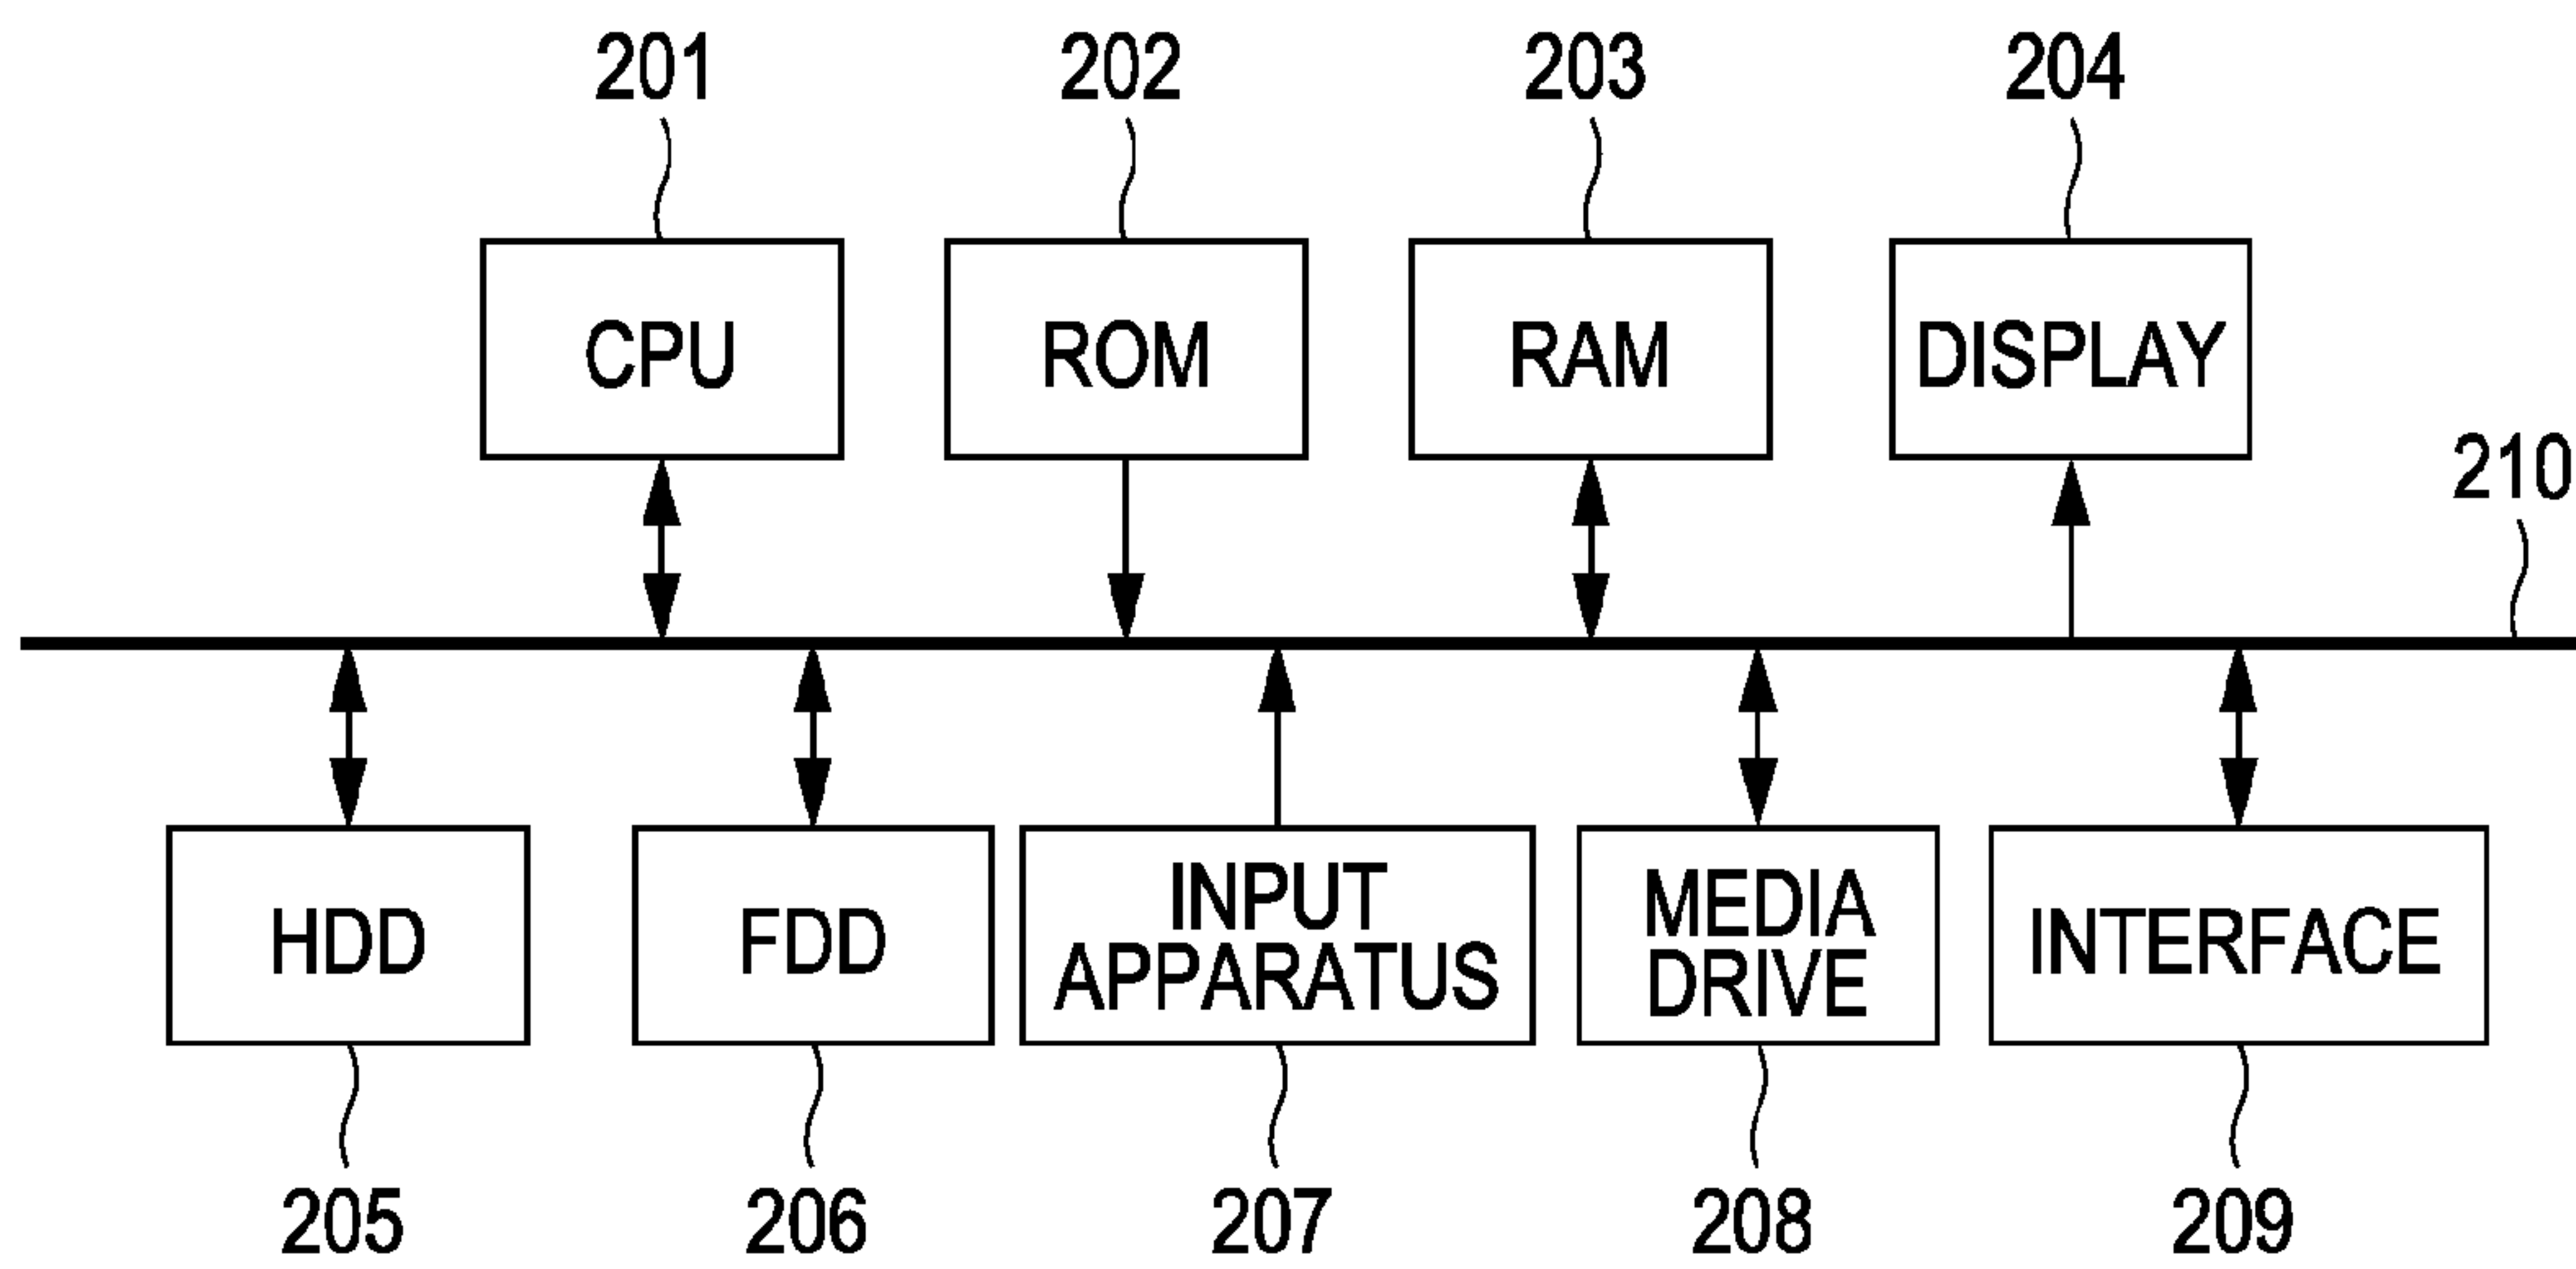 201
202
203
204
CPU
ROM
RAM
DISPLAY
210
HDD
FDD
INPUT
APPARATUS
MEDIA
DRIVE
INTERFACE
205
206
207
208
209